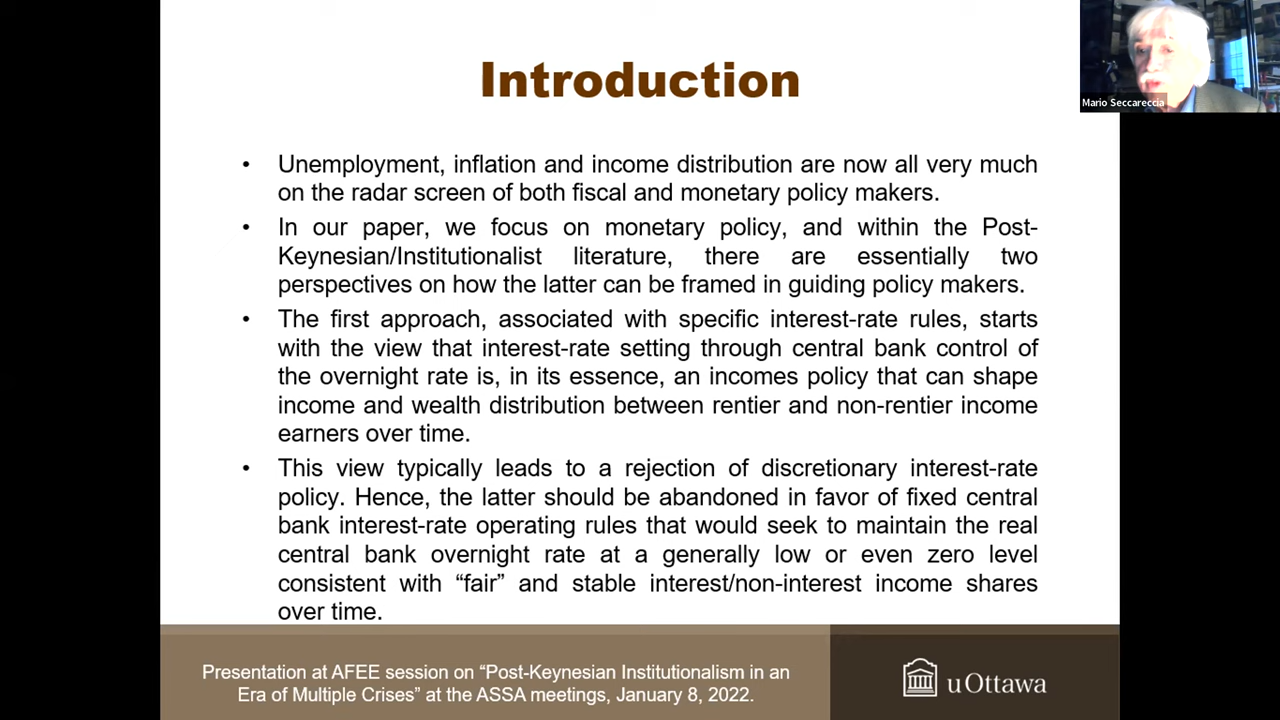 Introduction
Mario Seccareccia
• Unemployment, inflation and income distribution are now all very much
on the radar screen of both fiscal and monetary policy makers.
• In our paper, we focus on monetary policy, and within the Post-
Keynesian/Institutionalist literature, there are essentially two
perspectives on how the latter can be framed in guiding policy makers.
• The first approach, associated with specific interest-rate rules, starts
with the view that interest-rate setting through central bank control of
the overnight rate is, in its essence, an incomes policy that can shape
income and wealth distribution between rentier and non-rentier income
earners over time.
• This view typically leads to a rejection of discretionary interest-rate
policy. Hence, the latter should be abandoned in favor of fixed central
bank interest-rate operating rules that would seek to maintain the real
central bank overnight rate at a generally low or even zero level
consistent with “fair” and stable interest/non-interest income shares
over time.
Presentation at AFEE session on “Post-Keynesian Institutionalism in an
Era of Multiple Crises” at the ASSA meetings, January 8, 2022.
uOttawa